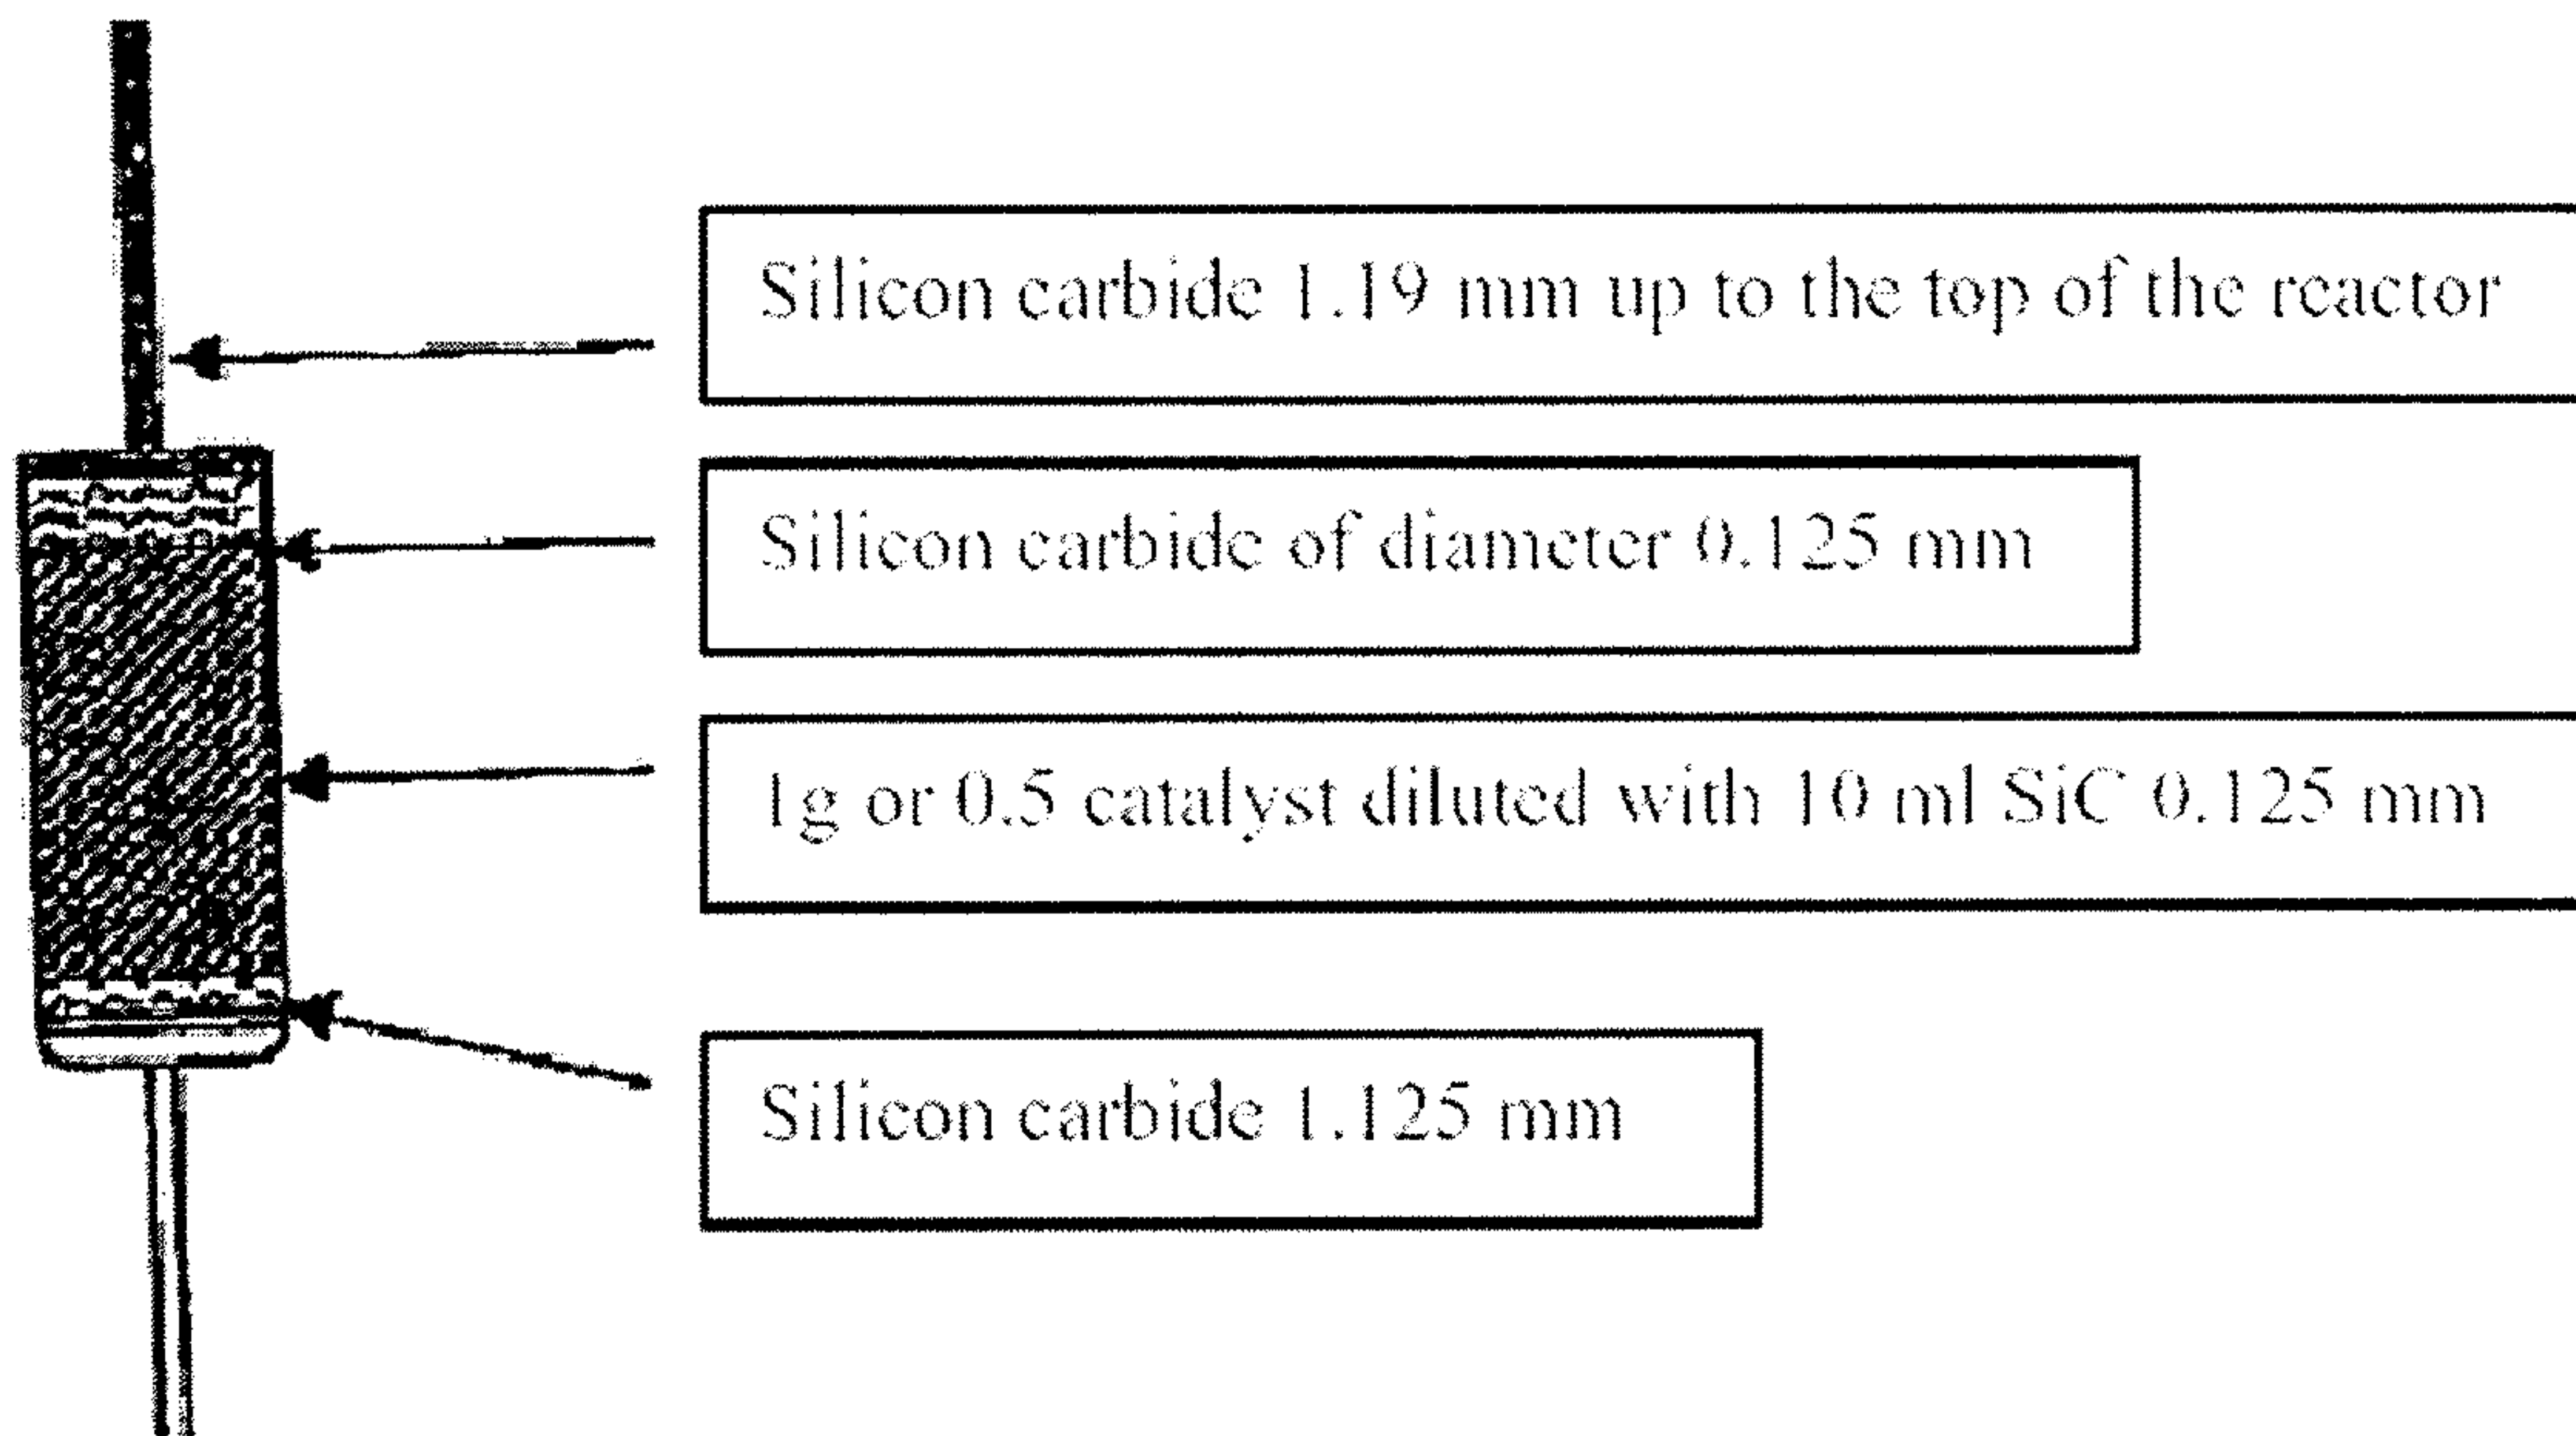 Silicon carbide 1.19 mm up to the top of the reactor
Silicon carbide of diameter 0.125 mm
1g or 0.5 catalyst diluted with 10 ml SiC 0.125 mm
Silicon carbide 1.125 mm